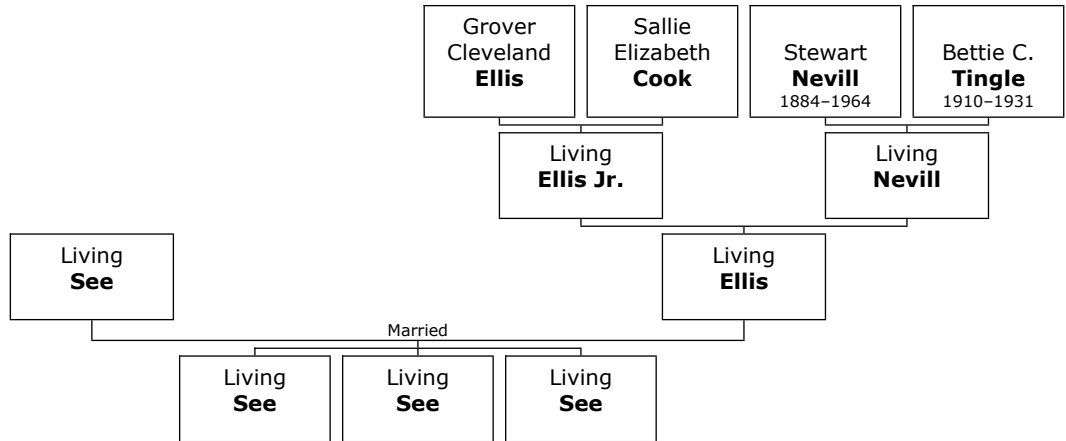 Grover
Cleveland
Ellis
Sallie
Elizabeth
Cook
Stewart
Nevill
1884–1964
Bettie C.
Tingle
1910–1931
Living
Ellis Jr.
Living
Nevill
Living
See
Living
Ellis
Married
Living
See
Living
See
Living
See